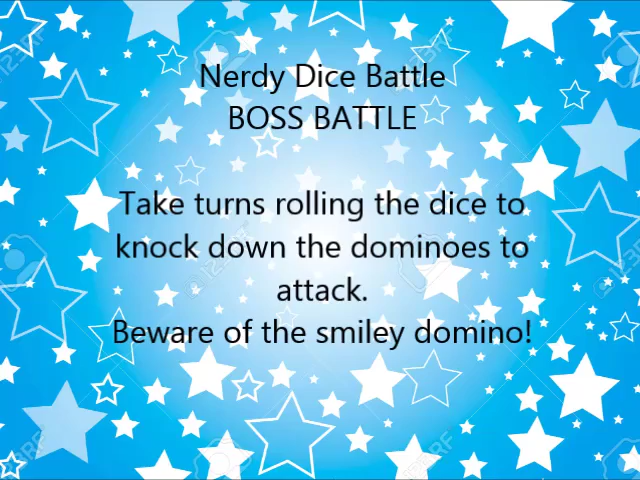 Nerdy Dice Battle
BOSS BATTLE
Take turns rolling the dice to
knock down the dominoes to
attack.
Beware of the smiley domino!